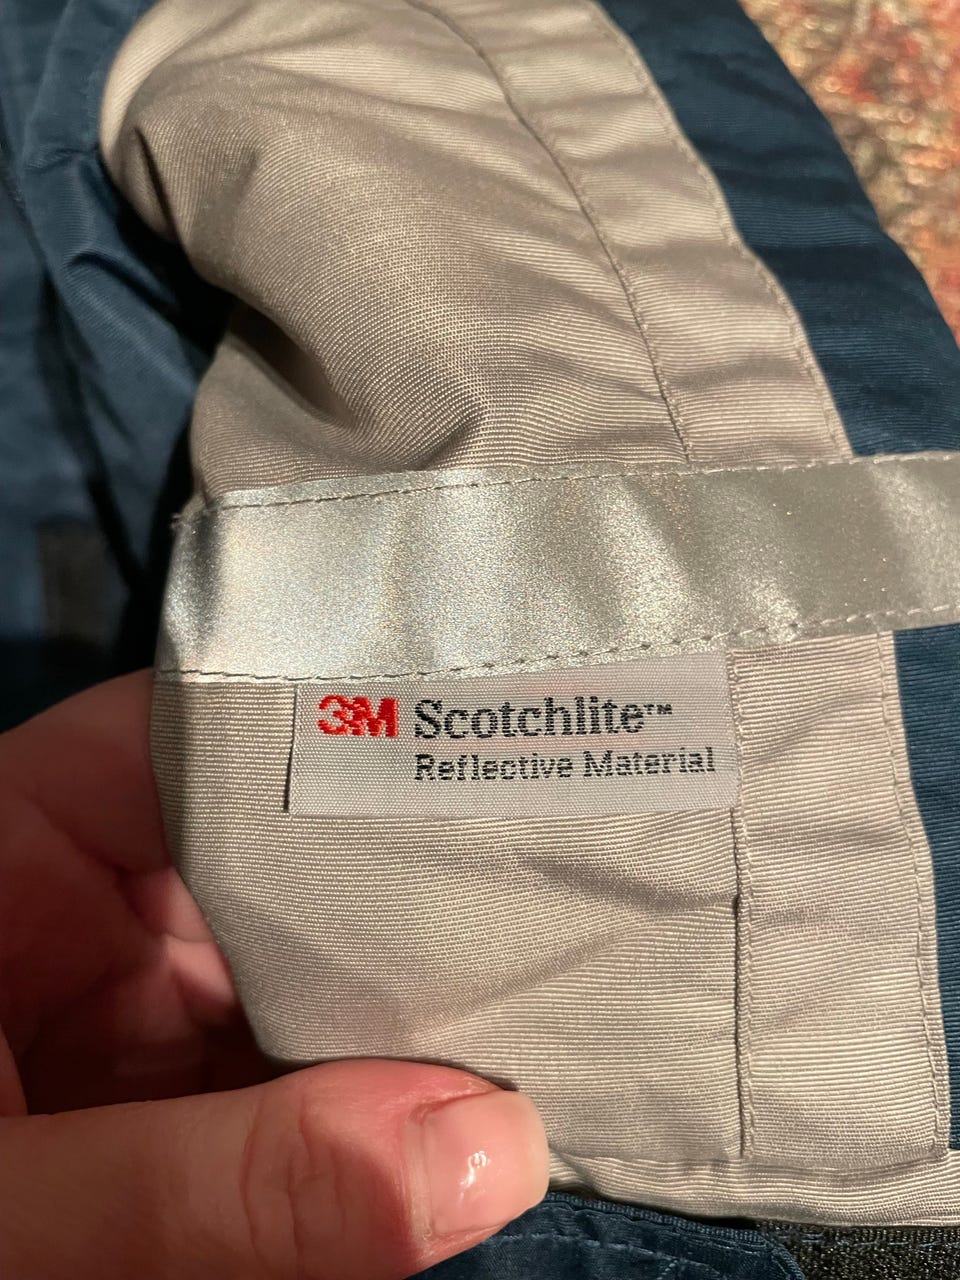 3M Scotchlite™
Reflective Material